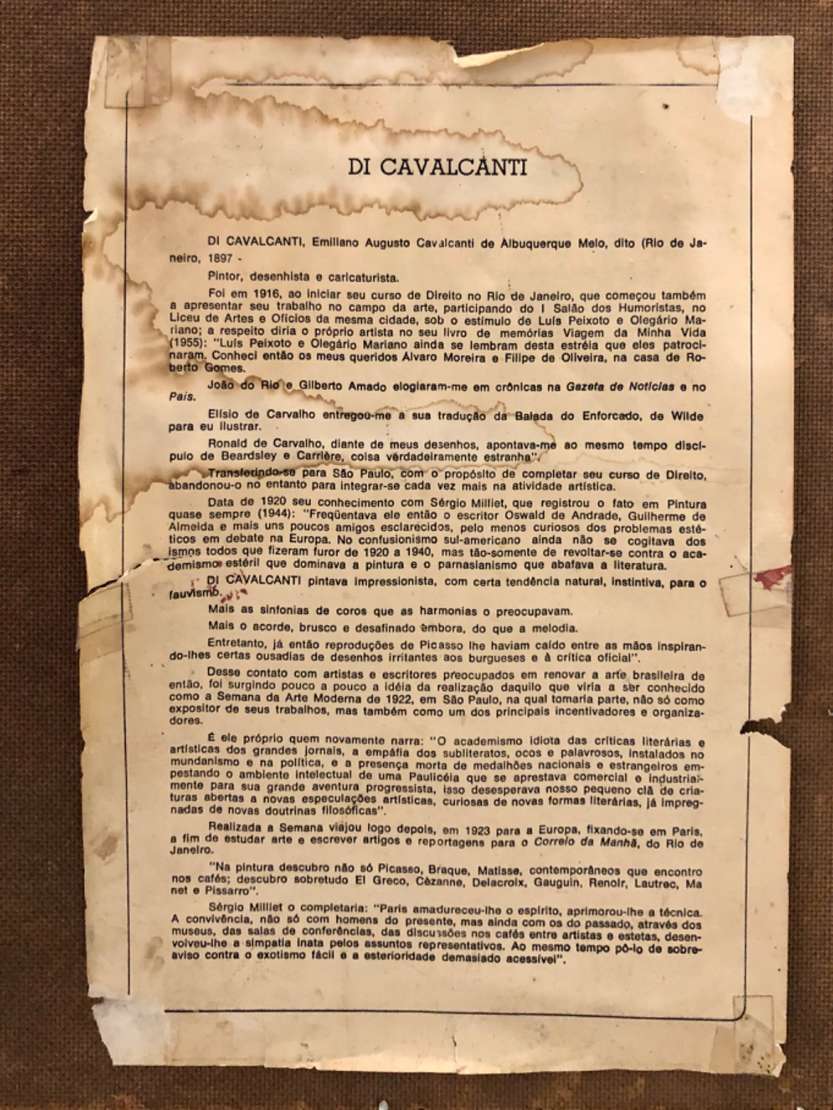 DI CAVALCANTI
DI CAVALCANTI, Emiliano Augusto Cavalcanti de Albuquerque Melo, dito (Rio de Ja-
neiro, 1897 -
Pintor, desenhista e caricaturista.
Foi em 1916, ao iniciar seu curso de Direito no Rio de Janeiro, que começou também
a apresentar seu trabalho no campo da arte, participando do I Salão dos Humoristas, no
Liceu de Artes e Ofícios da mesma cidade, sob o estímulo de Luís Peixoto e Olegário Ma-
riano; a respeito diria o próprio artista no seu livro de memórias Viagem da Minha Vida
(1955): "Luís Peixoto e Olegário Mariano ainda se lembram desta estréia que eles patroci-
naram. Conheci então os meus queridos Álvaro Moreira e Filipe de Oliveira, na casa de Ro-
berto Gomes.
João do Rio e Gilberto Amado elogiaram-me em crônicas na Gazeta de Notícias e no
País.
Elísio de Carvalho entregou-me a sua tradução da Balada do Enforcado, de Wilde
para eu ilustrar.
Ronald de Carvalho, diante de meus desenhos, apontava-me ao mesmo tempo discí-
pulo de Beardsley e Carrière, coisa verdadeiramente estranha".
Transferindo-se para São Paulo, com o propósito de completar seu curso de Direito,
abandonou-o no entanto para integrar-se cada vez mais na atividade artística.
Data de 1920 seu conhecimento com Sérgio Milliet, que registrou o fato em Pintura
quase sempre (1944): "Freqüentava ele então o escritor Oswald de Andrade, Guilherme de
Almeida e mais uns poucos amigos esclarecidos, pelo menos curiosos dos problemas esté-
ticos em debate na Europa. No confusionismo sul-americano ainda não se cogitava dos
ismos todos que fizeram furor de 1920 a 1940, mas tão-somente de revoltar-se contra o aca-
demismo estéril que dominava a pintura e o parnasianismo que abafava a literatura.
DI CAVALCANTI pintava impressionista, com certa tendência natural, instintiva, para o
fauvismo.
Mais as sinfonias de coros que as harmonias o preocupavam.
Mais o acorde, brusco e desafinado embora, do que a melodia.
Entretanto, já então reproduções de Picasso lhe haviam caído entre as mãos inspiran-
do-lhes certas ousadias de desenhos irritantes aos burgueses e à crítica oficial".
Desse contato com artistas e escritores preocupados em renovar a arte brasileira de
então, foi surgindo pouco a pouco a idéia da realização daquilo que viria a ser conhecido
como a Semana da Arte Moderna de 1922, em São Paulo, na qual tomaria parte, não só como
expositor de seus trabalhos, mas também como um dos principais incentivadores e organiza-
dores.
É ele próprio quem novamente narra: "O academismo idiota das críticas literárias e
artísticas dos grandes jornais, a empáfia dos subliteratos, ocos e palavrosos, instalados no
mundanismo e na política, e a presença morta de medalhões nacionais e estrangeiros em-
pestando o ambiente intelectual de uma Paulicéia que se aprestava comercial e industrial-
mente para sua grande aventura progressista, isso desesperava nosso pequeno clã de cria-
turas abertas a novas especulações artísticas, curiosas de novas formas literárias, já impreg-
nadas de novas doutrinas filosóficas".
Realizada a Semana viajou logo depois, em 1923 para a Europa, fixando-se em Paris,
a fim de estudar arte e escrever artigos e reportagens para o Correio da Manhã, do Rio de
Janeiro.
"Na pintura descubro não só Picasso, Braque, Matisse, contemporâneos que encontro
nos cafés; descubro sobretudo El Greco, Cèzanne, Delacroix, Gauguin, Renoir, Lautrec, Ma
net e Pissarro".
Sérgio Milliet o completaria: "Paris amadureceu-lhe o espírito, aprimorou-lhe a técnica.
A convivência, não só com homens do presente, mas ainda com os do passado, através dos
museus, das salas de conferências, das discussões nos cafés entre artistas e estetas, desen-
volveu-lhe a simpatia inata pelos assuntos representativos. Ao mesmo tempo pô-lo de sobre-
aviso contra o exotismo fácil e a esterioridade demasiado acessível".